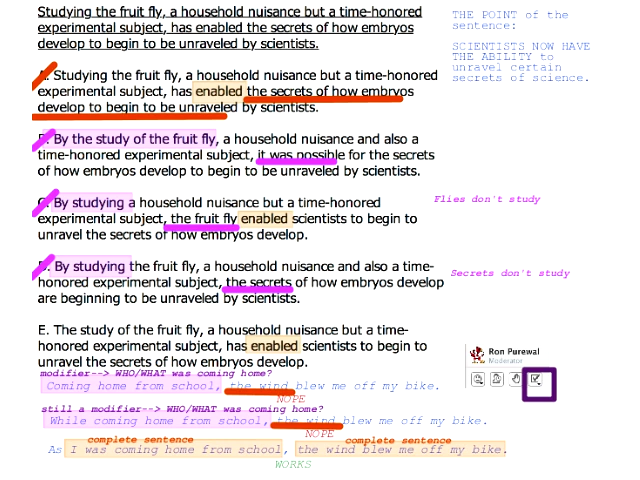 Studying the fruit fly, a household nuisance but a time-honored
experimental subject, has enabled the secrets of how embryos
develop to begin to be unraveled by scientists.
THE POINT of the
sentence:
SCIENTISTS NOW HAVE
THE ABILITY to
unravel certain
secrets of science.
A. Studying the fruit fly, a household nuisance but a time-honored
experimental subject, has enabled the secrets of how embryos
develop to begin to be unraveled by scientists.
B. By the study of the fruit fly, a household nuisance and also a
time-honored experimental subject, it was possible for the secrets
of how embryos develop to begin to be unraveled by scientists.
C. By studying a household nuisance but a time-honored
experimental subject, the fruit fly enabled scientists to begin to
unravel the secrets of how embryos develop.
Flies don't study
D. By studying the fruit fly, a household nuisance and also a time-
honored experimental subject, the secrets of how embryos develop
are beginning to be unraveled by scientists.
Secrets don't study
E. The study of the fruit fly, a household nuisance but a time-
honored experimental subject, has enabled scientists to begin to
unravel the secrets of how embryos develop.
Ron Purewal
Moderator
modifier--> WHO/WHAT was coming home?
Coming home from school, the wind blew me off my bike.
NOPE
still a modifier--> WHO/WHAT was coming home?
While coming home from school, the wind blew me off my bike.
NOPE
complete sentence complete sentence
As I was coming home from school, the wind blew me off my bike.
WORKS